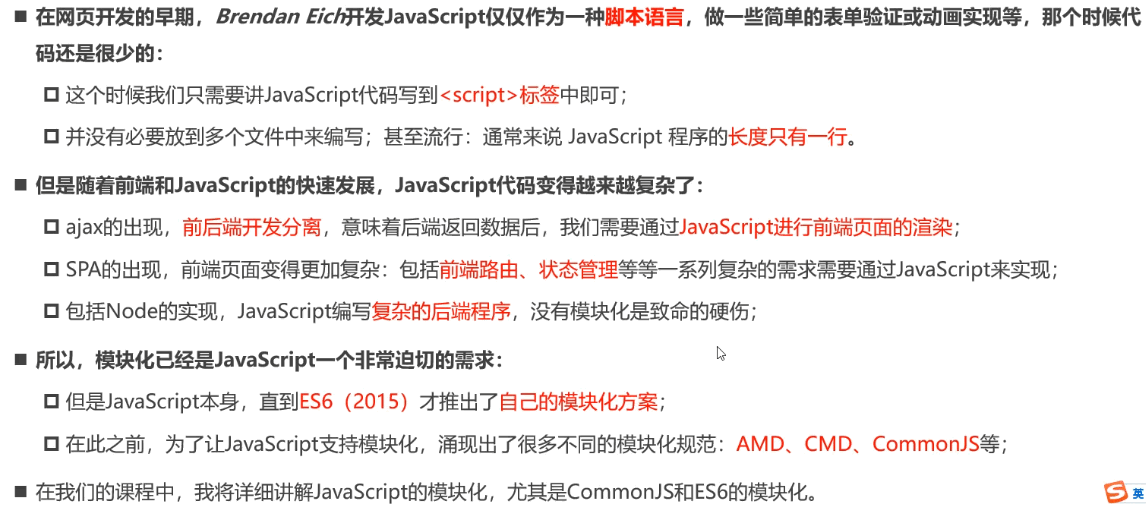 ■ 在网页开发的早期，Brendan Eich开发JavaScript仅仅作为一种脚本语言，做一些简单的表单验证或动画实现等，那个时候代
码还是很少的：
这个时候我们只需要讲JavaScript代码写到<script>标签中即可；
并没有必要放到多个文件中来编写；甚至流行：通常来说 JavaScript 程序的长度只有一行。
■ 但是随着前端和JavaScript的快速发展，JavaScript代码变得越来越复杂了：
ajax的出现，前后端开发分离，意味着后端返回数据后，我们需要通过JavaScript进行前端页面的渲染；
SPA的出现，前端页面变得更加复杂：包括前端路由、状态管理等等一系列复杂的需求需要通过JavaScript来实现；
包括Node的实现，JavaScript编写复杂的后端程序，没有模块化是致命的硬伤；
■ 所以，模块化已经是JavaScript一个非常迫切的需求：
但是JavaScript本身，直到ES6（2015）才推出了自己的模块化方案；
在此之前，为了让JavaScript支持模块化，涌现出了很多不同的模块化规范：AMD、CMD、CommonJS等；
■ 在我们的课程中，我将详细讲解JavaScript的模块化，尤其是CommonJS和ES6的模块化。
S 英